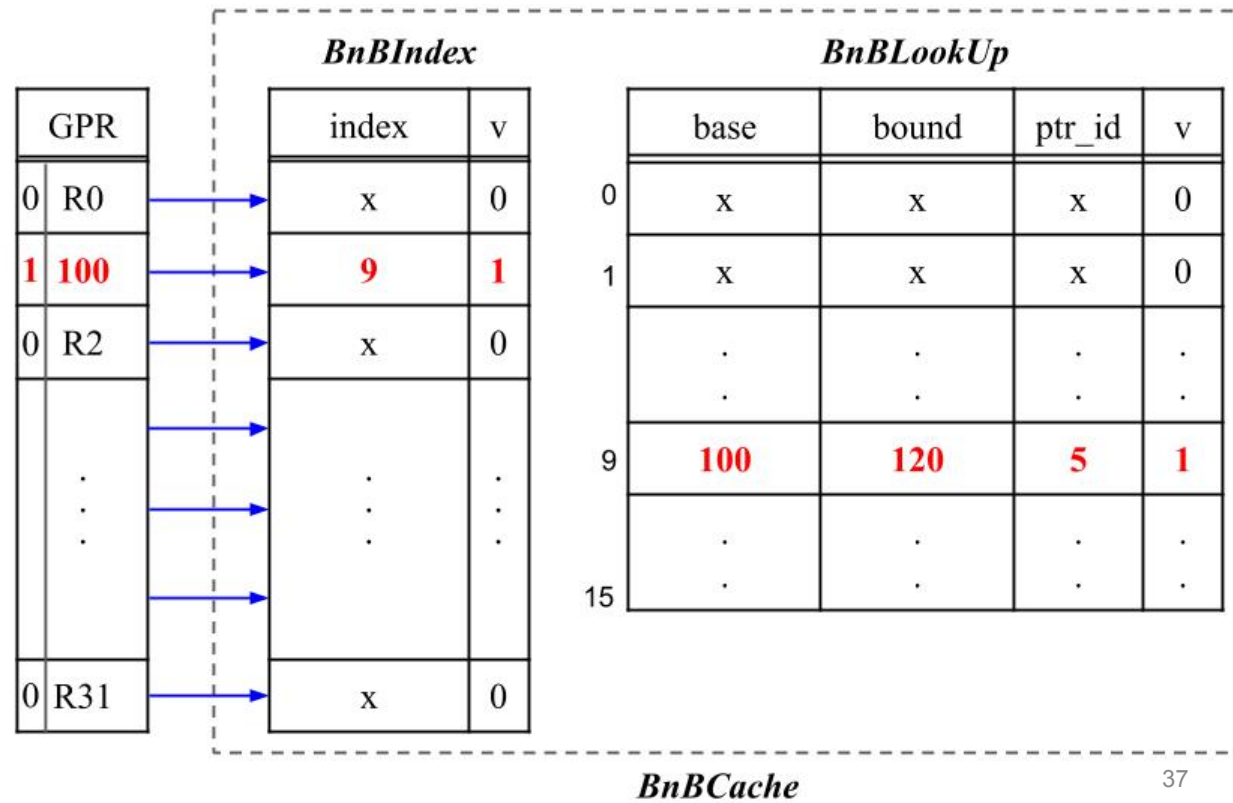 BnBIndex BnBLookUp
GPR index v base bound ptr_id v
0 R0 x 0 0 x x x 0
1 100 9 1 1 x x x 0
0 R2 x 0 . . . .
. . . .
9 100 120 5 1
. . . . . . .
. . . 15 . . . .
. . .
0 R31 x 0
BnBCache 37